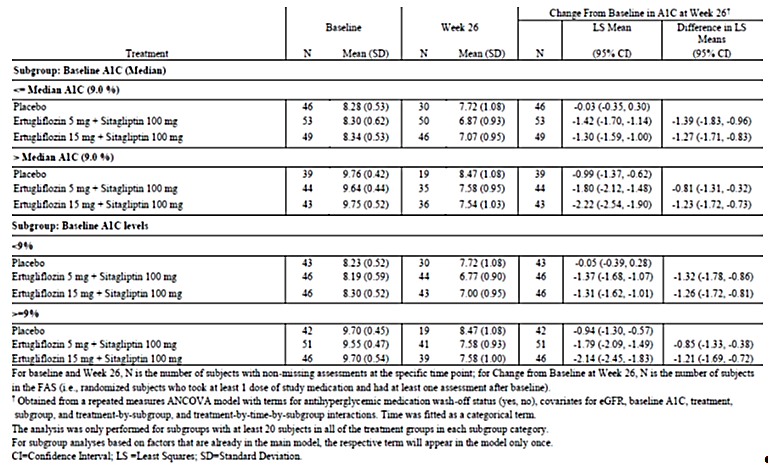 Change From Baseline in A1C at Week 26†
Baseline Week 26 LS Mean Difference in LS Means
Treatment N Mean (SD) N Mean (SD) N (95% CI) (95% CI)
Subgroup: Baseline A1C (Median)
<= Median A1C (9.0 %)
Placebo 46 8.28 (0.53) 30 7.72 (1.08) 46 -0.03 (-0.35, 0.30)
Ertugliflozin 5 mg + Sitagliptin 100 mg 53 8.30 (0.62) 50 6.87 (0.93) 53 -1.42 (-1.70, -1.14) -1.39 (-1.83, -0.96)
Ertugliflozin 15 mg + Sitagliptin 100 mg 49 8.34 (0.53) 46 7.07 (0.95) 49 -1.30 (-1.59, -1.00) -1.27 (-1.71, -0.83)
> Median A1C (9.0 %)
Placebo 39 9.76 (0.42) 19 8.47 (1.08) 39 -0.99 (-1.37, -0.62)
Ertugliflozin 5 mg + Sitagliptin 100 mg 44 9.64 (0.44) 35 7.58 (0.95) 44 -1.80 (-2.12, -1.48) -0.81 (-1.31, -0.32)
Ertugliflozin 15 mg + Sitagliptin 100 mg 43 9.75 (0.52) 36 7.54 (1.03) 43 -2.22 (-2.54, -1.90) -1.23 (-1.72, -0.73)
Subgroup: Baseline A1C levels
<9%
Placebo 43 8.23 (0.52) 30 7.72 (1.08) 43 -0.05 (-0.39, 0.28)
Ertugliflozin 5 mg + Sitagliptin 100 mg 46 8.19 (0.59) 44 6.77 (0.90) 46 -1.37 (-1.68, -1.07) -1.32 (-1.78, -0.86)
Ertugliflozin 15 mg + Sitagliptin 100 mg 46 8.30 (0.52) 43 7.00 (0.95) 46 -1.31 (-1.62, -1.01) -1.26 (-1.72, -0.81)
>=9%
Placebo 42 9.70 (0.45) 19 8.47 (1.08) 42 -0.94 (-1.30, -0.57)
Ertugliflozin 5 mg + Sitagliptin 100 mg 51 9.55 (0.47) 41 7.58 (0.93) 51 -1.79 (-2.09, -1.49) -0.85 (-1.33, -0.38)
Ertugliflozin 15 mg + Sitagliptin 100 mg 46 9.70 (0.54) 39 7.58 (1.00) 46 -2.14 (-2.45, -1.83) -1.21 (-1.69, -0.72)
For baseline and Week 26, N is the number of subjects with non-missing assessments at the specific time point; for Change from Baseline at Week 26, N is the number of subjects
in the FAS (i.e., randomized subjects who took at least 1 dose of study medication and had at least one assessment after baseline).
† Obtained from a repeated measures ANCOVA model with terms for antihyperglycemic medication wash-off status (yes, no), covariates for eGFR, baseline A1C, treatment,
subgroup, and treatment-by-subgroup, and treatment-by-time-by-subgroup interactions. Time was fitted as a categorical term.
The analysis was only performed for subgroups with at least 20 subjects in all of the treatment groups in each subgroup category.
For subgroup analyses based on factors that are already in the main model, the respective term will appear in the model only once.
CI=Confidence Interval; LS =Least Squares; SD=Standard Deviation.